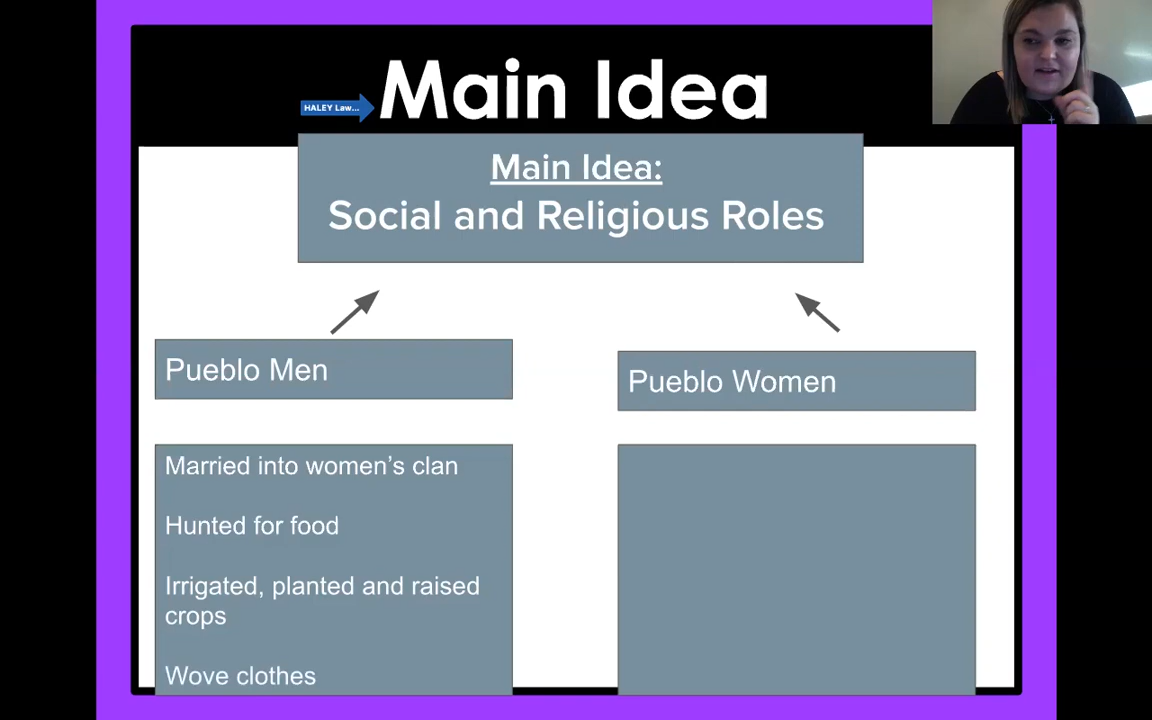 Main Idea
HALEY Law...
Main Idea:
Social and Religious Roles
Pueblo Men
Pueblo Women
Married into women's clan
Hunted for food
Irrigated, planted and raised
crops
Wove clothes